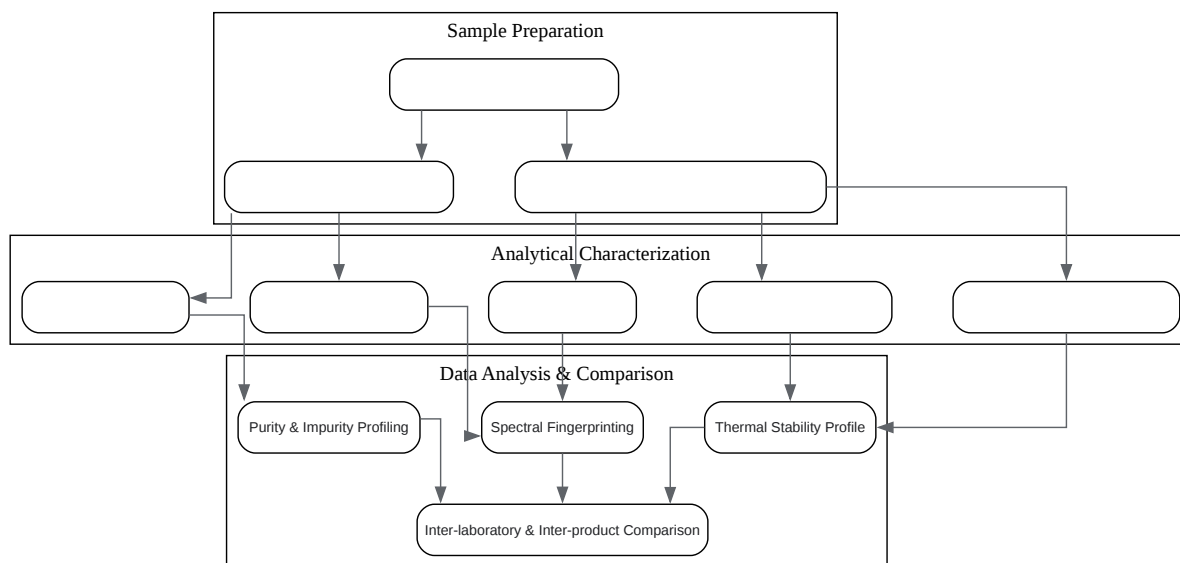 Sample Preparation
Analytical Characterization
Data Analysis & Comparison
Purity & Impurity Profiling
Spectral Fingerprinting
Thermal Stability Profile
Inter-laboratory & Inter-product Comparison